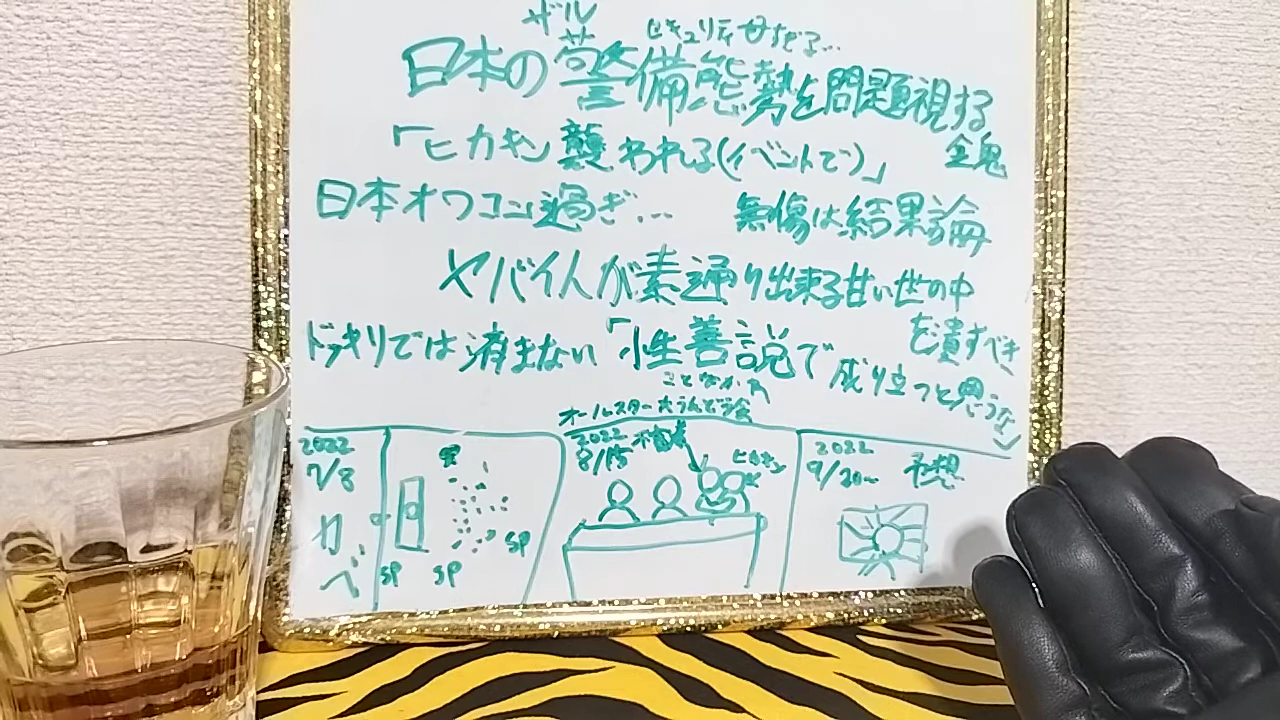 ザル
セキュリティ甘すぎる…
日本の警備態勢を問題視する
金鬼
「ヒカキン襲われる(イベントで)」
日本オワコン過ぎ…
無傷は結果論
ヤバイ人が素通り出来る甘い世の中
を潰すべき
ドッキリでは済まない「性善説で成り立つと思うな」
オールスター大うんどう会
2022
7/8
カベ
SP
SP
SP
2022
8/15
不審者
ヒカキン
2022
9/20~
予想